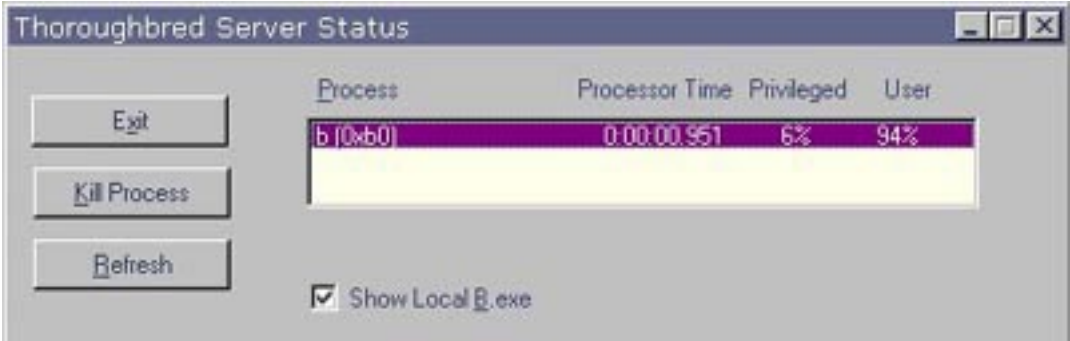 Thoroughbred Server Status
Exit
Kill Process
Refresh
Process Processor Time Privileged User
b (0xb0) 0:00:00.951 6% 94%
Show Local B.exe